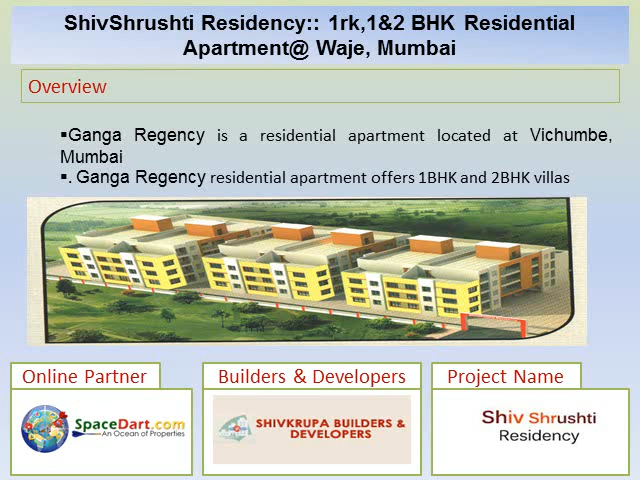 ShivShrushti Residency:: 1rk,1&2 BHK Residential
Apartment@ Waje, Mumbai
Overview
▪Ganga Regency is a residential apartment located at Vichumbe,
Mumbai
▪. Ganga Regency residential apartment offers 1BHK and 2BHK villas
Online Partner
Builders & Developers
Project Name
SpaceDart.com
An Ocean of Properties
SHIVKRUPA BUILDERS &
DEVELOPERS
Shiv Shrushti
Residency